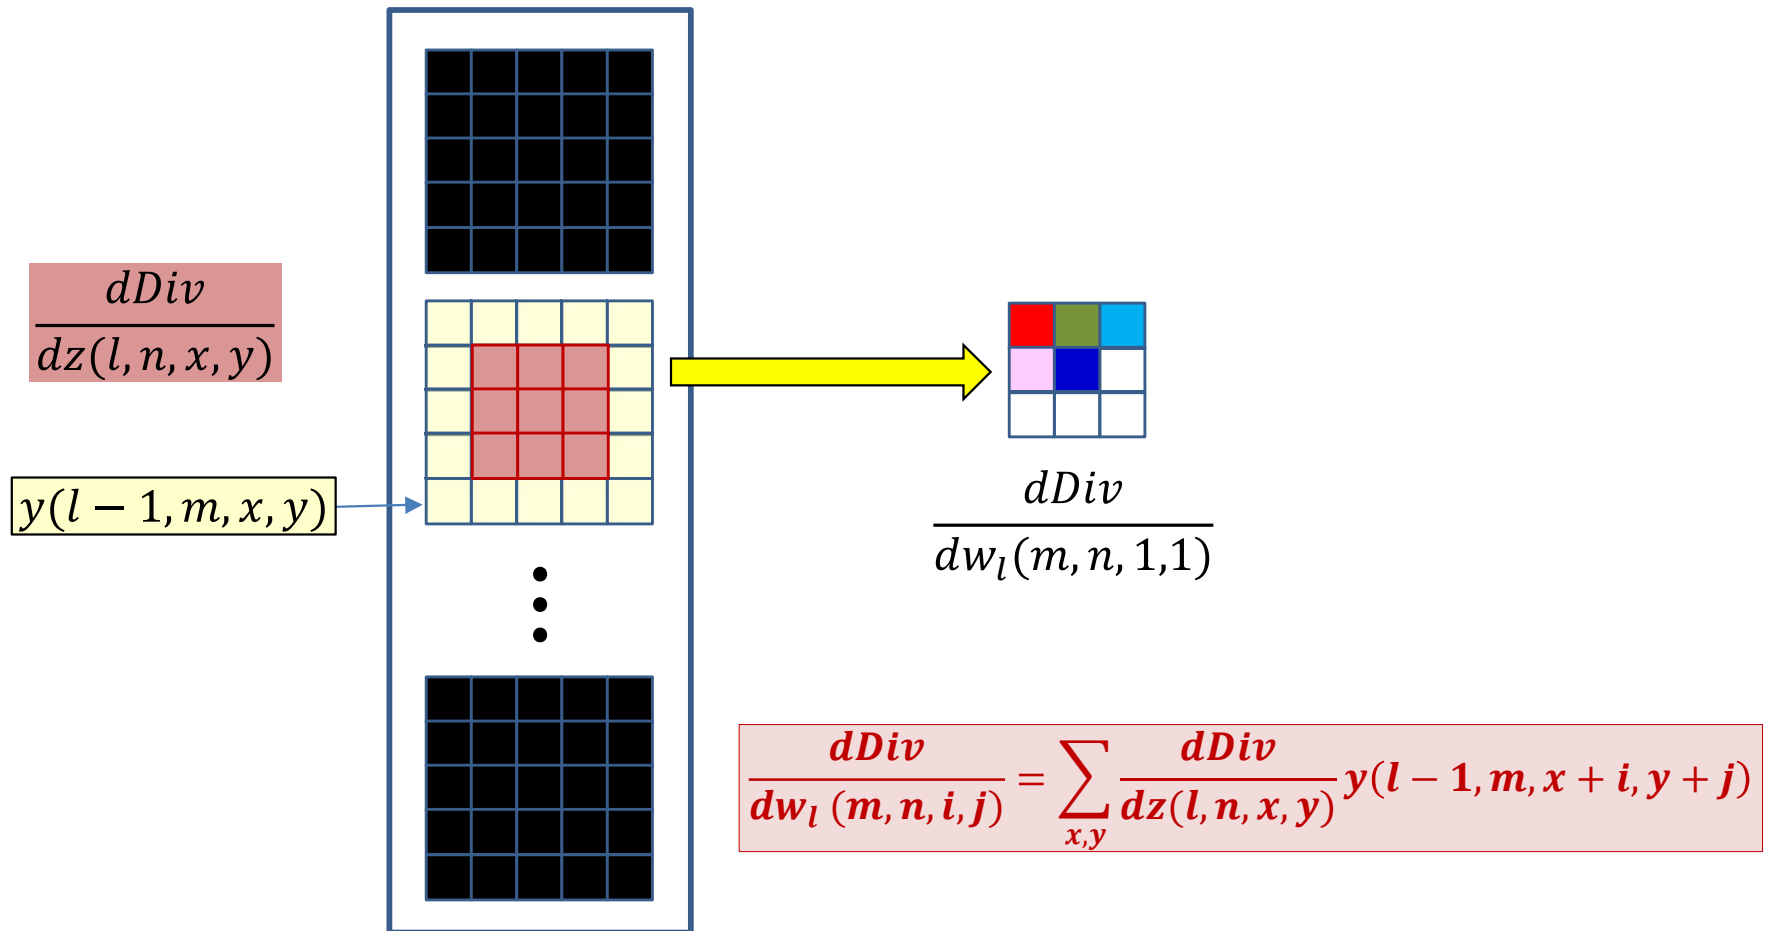 dDiv
dz(l, n, x, y)
y(l − 1, m, x, y)
dDiv
dw_l(m, n, 1,1)
dDiv/dw_l (m, n, i, j) = ∑_{x,y} dDiv/dz(l, n, x, y) y(l − 1, m, x + i, y + j)